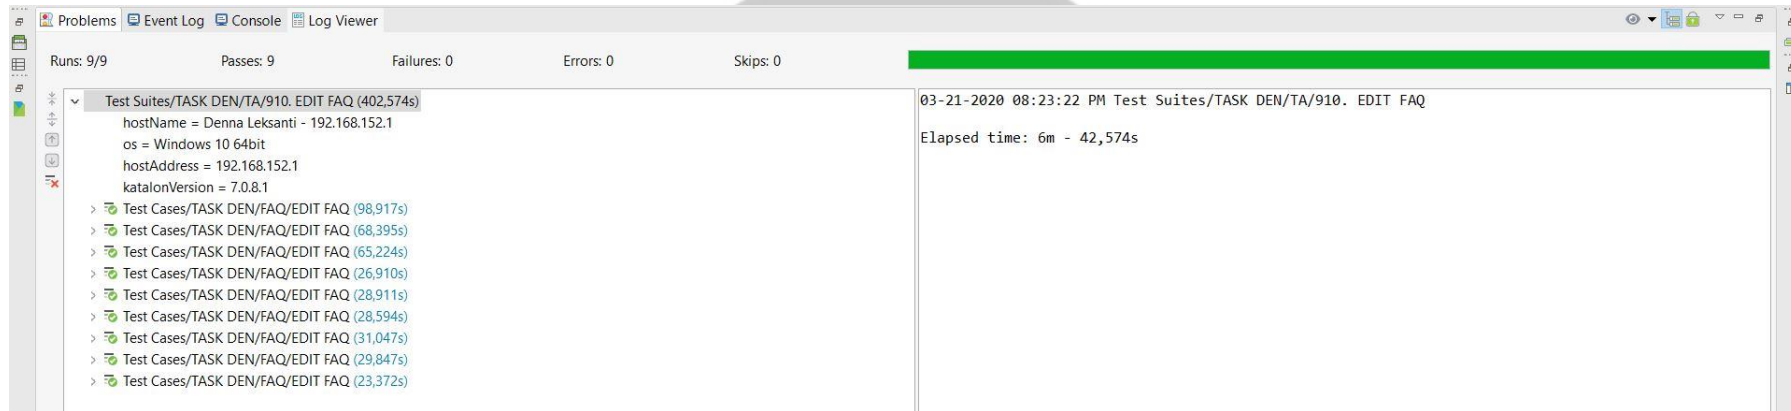 Problems Event Log Console Log Viewer
Runs: 9/9 Passes: 9 Failures: 0 Errors: 0 Skips: 0
Test Suites/TASK DEN/TA/910. EDIT FAQ (402,574s)
hostName = Denna Leksanti - 192.168.152.1
os = Windows 10 64bit
hostAddress = 192.168.152.1
katalonVersion = 7.0.8.1
Test Cases/TASK DEN/FAQ/EDIT FAQ (98,917s)
Test Cases/TASK DEN/FAQ/EDIT FAQ (68,395s)
Test Cases/TASK DEN/FAQ/EDIT FAQ (65,224s)
Test Cases/TASK DEN/FAQ/EDIT FAQ (26,910s)
Test Cases/TASK DEN/FAQ/EDIT FAQ (28,911s)
Test Cases/TASK DEN/FAQ/EDIT FAQ (28,594s)
Test Cases/TASK DEN/FAQ/EDIT FAQ (31,047s)
Test Cases/TASK DEN/FAQ/EDIT FAQ (29,847s)
Test Cases/TASK DEN/FAQ/EDIT FAQ (23,372s)
03-21-2020 08:23:22 PM Test Suites/TASK DEN/TA/910. EDIT FAQ
Elapsed time: 6m - 42,574s